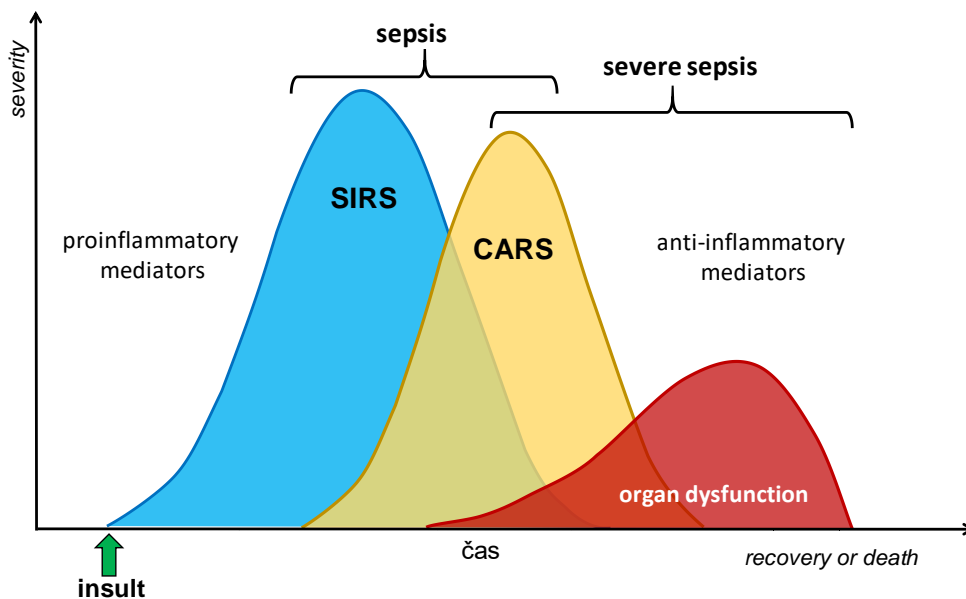 sepsis
severe sepsis
severity
SIRS
CARS
proinflammatory
mediators
anti-inflammatory
mediators
organ dysfunction
čas
recovery or death
insult